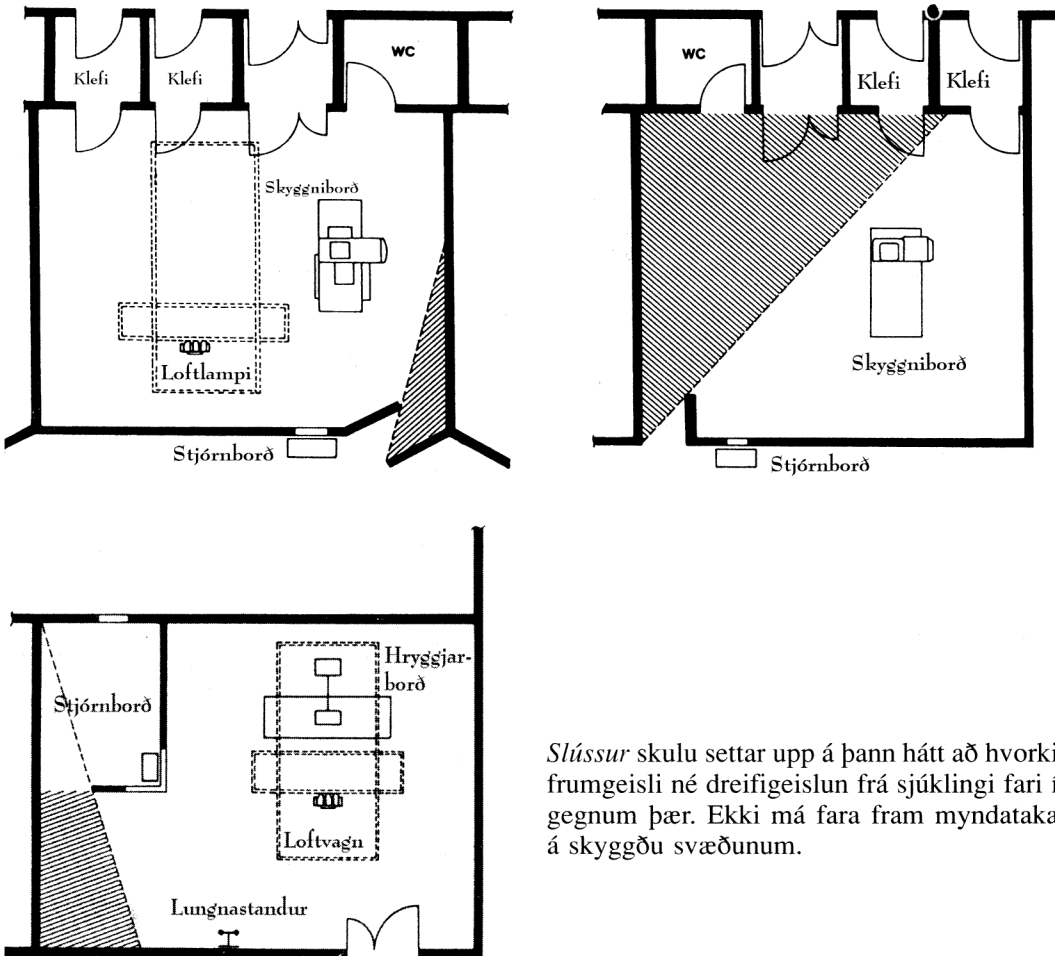 Klefi
Klefi
WC
Skyggniborð
Loftlampi
Stjórnborð
WC
Klefi
Klefi
Skyggniborð
Stjórnborð
Hryggjar-
borð
Stjórnborð
Loftvagn
Lungnastandur
Slússur skulu settar upp á þann hátt að hvorki
frumgeisli né dreifigeislun frá sjúklingi fari í
gegnum þær. Ekki má fara fram myndataka
á skyggðu svæðunum.